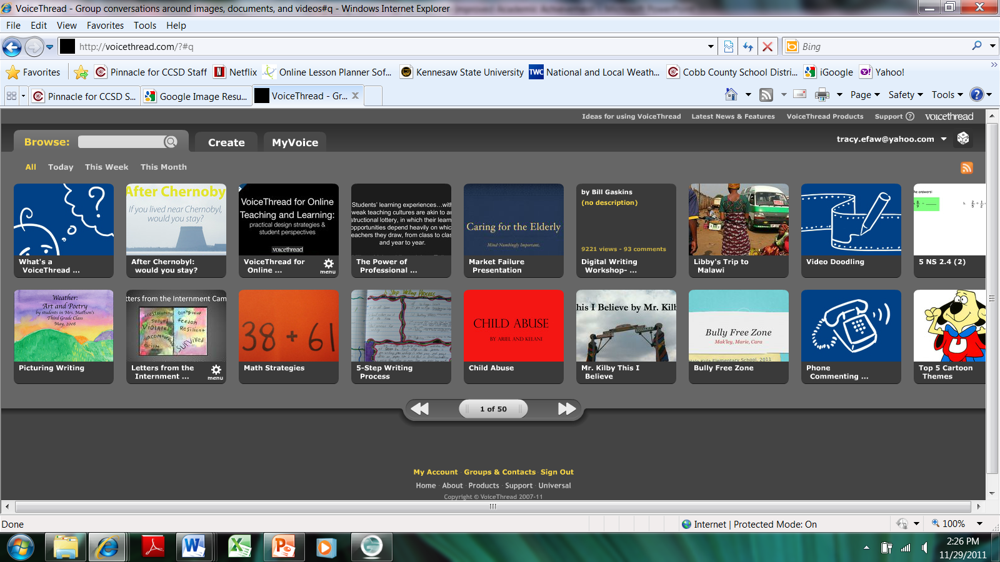 VoiceThread - Group conversations around images, documents, and videos#q - Windows Internet Explorer
File Edit View Favorites Tools Help
http://voicethread.com/?#q
Bing
Favorites Pinnacle for CCSD Staff Netflix Online Lesson Planner Sof... Kennesaw State University TWC National and Local Weath... Cobb County School Distri... iGoogle Yahoo!
Pinnacle for CCSD S... Google Image Resu... VoiceThread - Gr... Page Safety Tools
Ideas for using VoiceThread Latest News & Features VoiceThread Products Support voicethread
Browse: Create MyVoice tracy.efaw@yahoo.com
All Today This Week This Month
?
What's a
VoiceThread ...
After Chernoby
If you lived near Chernobyl,
would you stay?
After Chernobyl:
would you stay?
VoiceThread for Online
Teaching and Learning:
practical design strategies &
student perspectives
voicethread
VoiceThread for
Online ...
menu
Students' learning experiences...with
weak teaching cultures are akin to an
structional lottery, in which their learn
opportunities depend heavily on which
eachers they draw, from class to clas
and year to year.
The Power of
Professional ...
Caring for the Elderly
Mind-Numbingly Important.
Market Failure
Presentation
by Bill Gaskins
(no description)
9221 views - 93 comments
Digital Writing
Workshop- ...
Libby's Trip to
Malawi
Video Doodling
he answers:
5 NS 2.4 (2)
Weather:
Art and Poetry
by students in Mrs. Mattson's
Third Grade Class
May, 2008
Picturing Writing
tters from the Internment Cam
Letters from the
Internment ...
menu
38 + 61
Math Strategies
5 Step Writing Process
5-Step Writing
Process
CHILD ABUSE
BY ARIEL AND KELANI
Child Abuse
his I Believe by Mr. Kilb
Mr. Kilby This I
Believe
Bully Free Zone
Mak'ley, Marie, Cara
Bully Free Zone
Phone
Commenting ...
Top 5 Cartoon
Themes
1 of 50
My Account · Groups & Contacts · Sign Out
Home · About · Products · Support · Universal
Copyright © VoiceThread 2007-11
Done
Internet | Protected Mode: On
100%
2:26 PM
11/29/2011